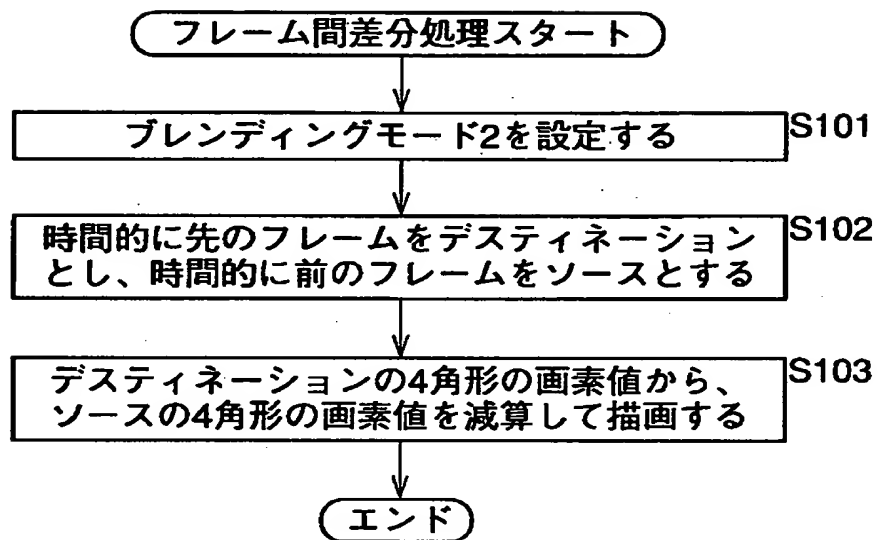 フレーム間差分処理スタート
ブレンディングモード2を設定する
S101
時間的に先のフレームをデスティネーション
とし、時間的に前のフレームをソースとする
S102
デスティネーションの4角形の画素値から、
ソースの4角形の画素値を減算して描画する
S103
エンド